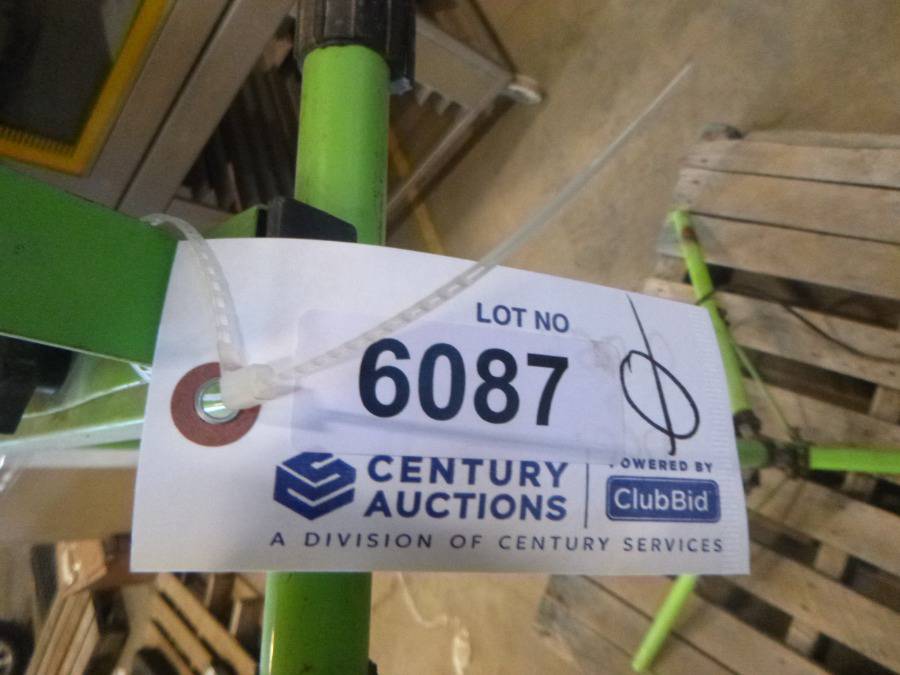 LOT NO
6087
CENTURY
AUCTIONS
POWERED BY
ClubBid
A DIVISION OF CENTURY SERVICES